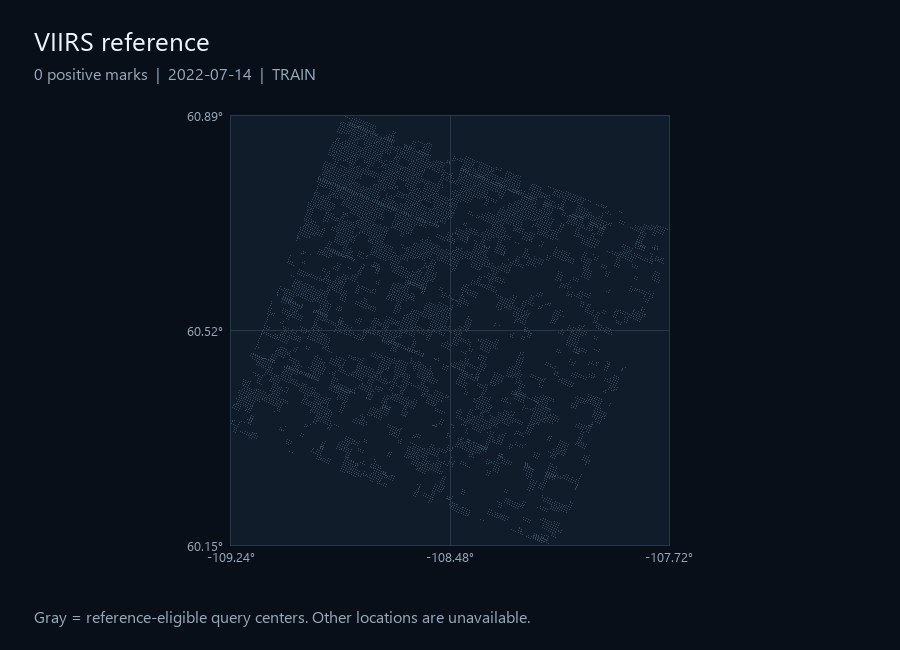 VIIRS reference
0 positive marks | 2022-07-14 | TRAIN
60.89°
60.52°
60.15°
-109.24°
-108.48°
-107.72°
Gray = reference-eligible query centers. Other locations are unavailable.